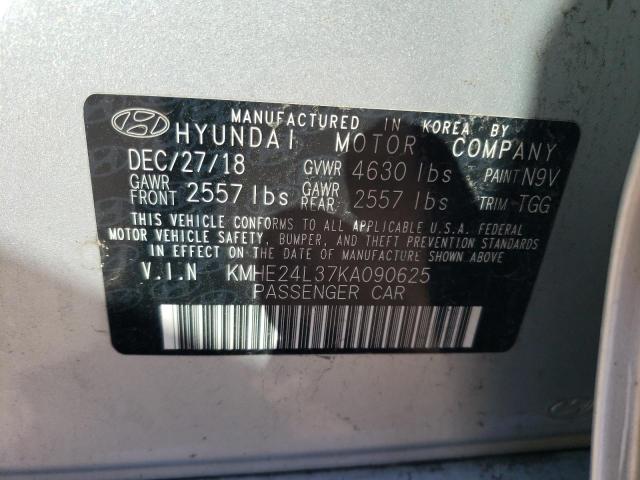 MANUFACTURED IN KOREA BY
HYUNDAI MOTOR COMPANY
DEC/27/18 GVWR 4630 lbs PAINT N9V
GAWR FRONT 2557 lbs GAWR REAR: 2557 lbs TRIM TGG
THIS VEHICLE CONFORMS TO ALL APPLICABLE U.S.A. FEDERAL
MOTOR VEHICLE SAFETY, BUMPER, AND THEFT PREVENTION STANDARDS
IN EFFECT ON THE DATE OF MANUFACTURE SHOWN ABOVE.
V.I.N KMHE24L37KA090625
PASSENGER CAR